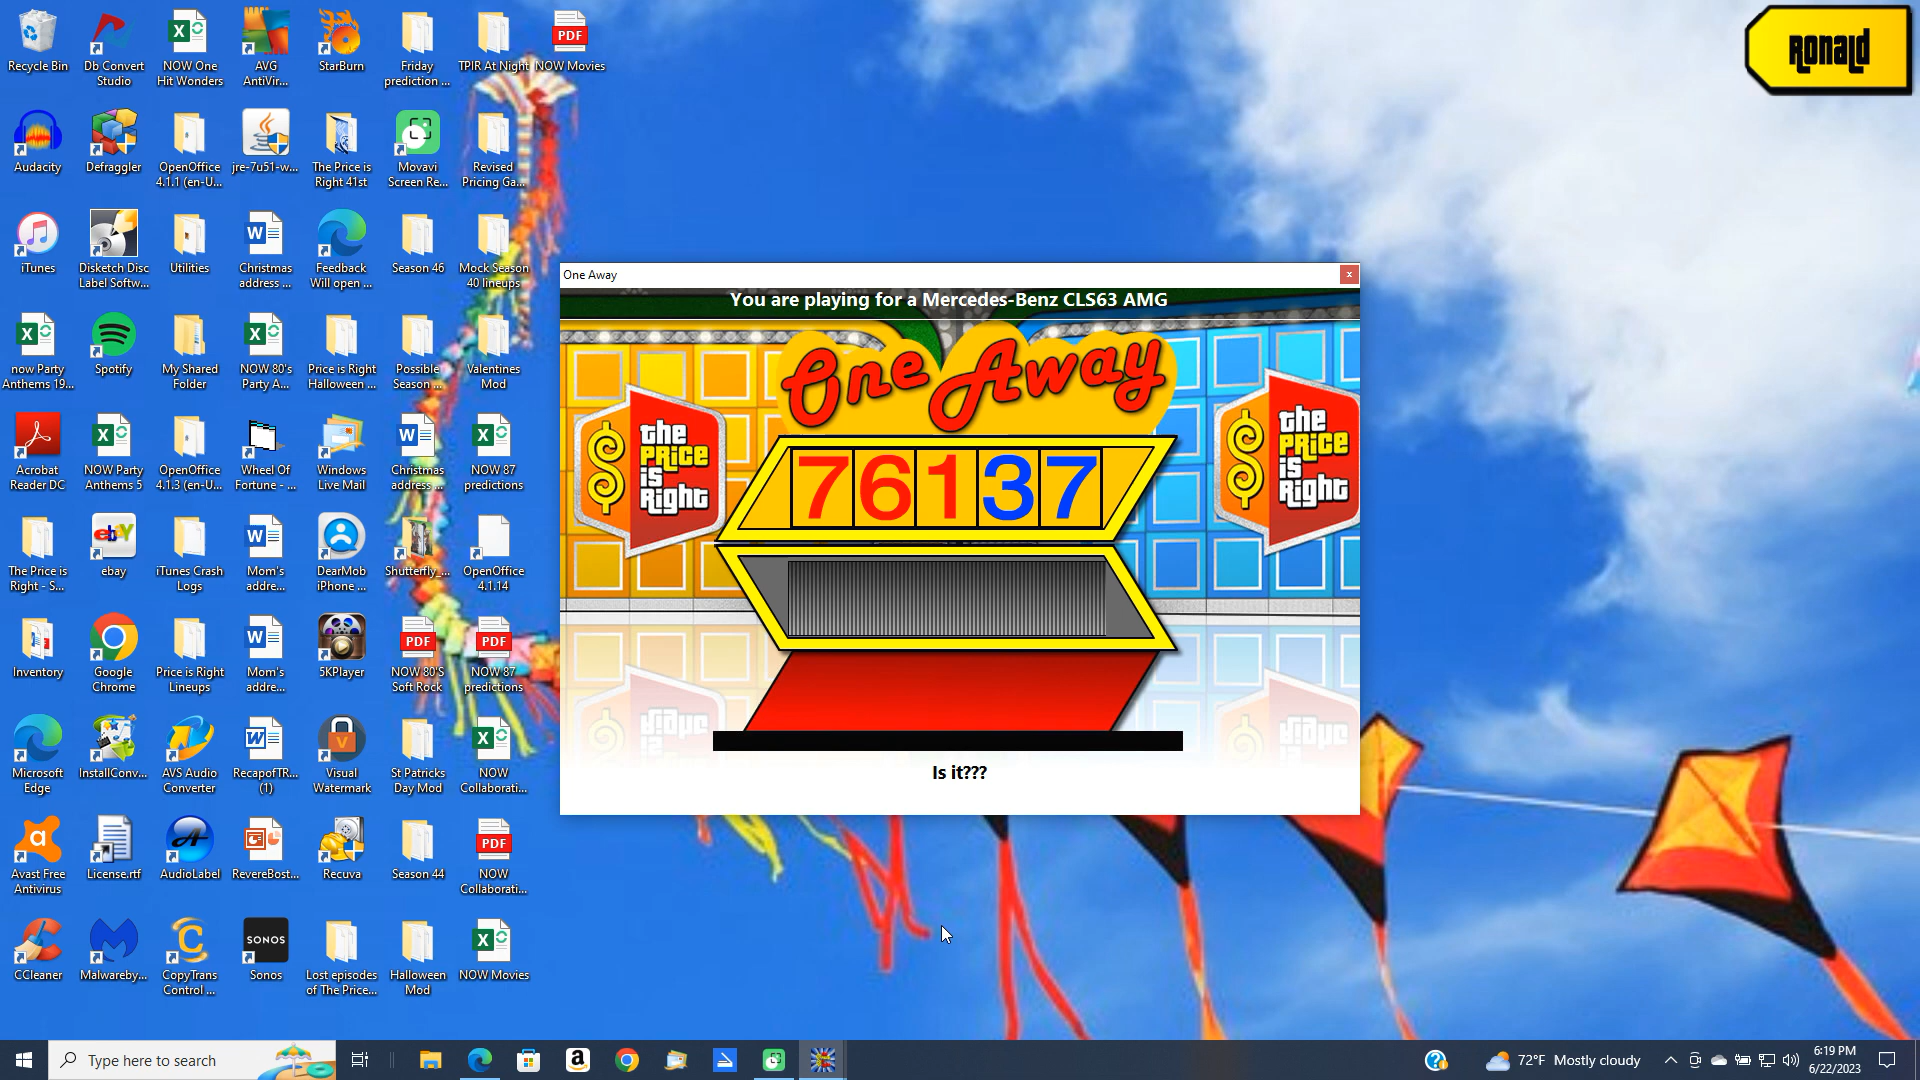 Recycle Bin
Db Convert
Studio
NOW One
Hit Wonders
AVG
AntiVir...
StarBurn
Friday
prediction ...
TPIR At Night
PDF
NOW Movies
Ronald
Audacity
Defraggler
OpenOffice
4.1.1 (en-U...
jre-7u51-w...
The Price is
Right 41st
Movavi
Screen Re...
Revised
Pricing Ga...
iTunes
Disketch Disc
Label Softw...
Utilities
Christmas
address ...
Feedback
Will open ...
Season 46
Mock Season
40 lineups
now Party
Anthems 19...
Spotify
My Shared
Folder
NOW 80's
Party A...
Price is Right
Halloween ...
Possible
Season ...
Valentines
Mod
Acrobat
Reader DC
NOW Party
Anthems 5
OpenOffice
4.1.3 (en-U...
Wheel Of
Fortune - ...
Windows
Live Mail
Christmas
address ...
NOW 87
predictions
The Price is
Right - S...
ebay
ebay
iTunes Crash
Logs
Mom's
addre...
DearMob
iPhone ...
Shutterfly_...
OpenOffice
4.1.14
Inventory
Google
Chrome
Price is Right
Lineups
Mom's
addre...
5KPlayer
PDF
NOW 80'S
Soft Rock
PDF
NOW 87
predictions
Microsoft
Edge
InstallConv...
AVS Audio
Converter
RecapofTR...
(1)
Visual
Watermark
St Patricks
Day Mod
NOW
Collaborati...
Avast Free
Antivirus
License.rtf
AudioLabel
RevereBost...
Recuva
Season 44
PDF
NOW
Collaborati...
CCleaner
Malwareby...
CopyTrans
Control ...
SONOS
Sonos
Lost episodes
of The Price...
Halloween
Mod
NOW Movies
One Away
You are playing for a Mercedes-Benz CLS63 AMG
One Away
the
PRiCE
is
Right
the
PRiCE
is
Right
76137
Is it???
Type here to search
72°F Mostly cloudy
6:19 PM
6/22/2023